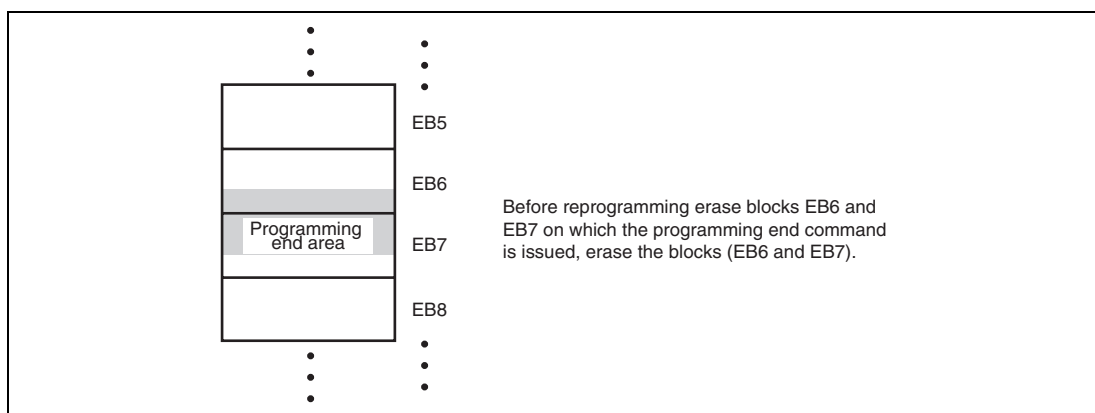 EB5
EB6
Programming
end area
EB7
EB8
Before reprogramming erase blocks EB6 and
EB7 on which the programming end command
is issued, erase the blocks (EB6 and EB7).